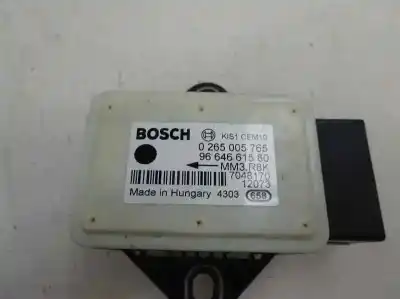 BOSCH KIS1 CEM10
0 265 005 765
96 646 615 80
MM3.R8K
7048170
12073
Made in Hungary 4303 658